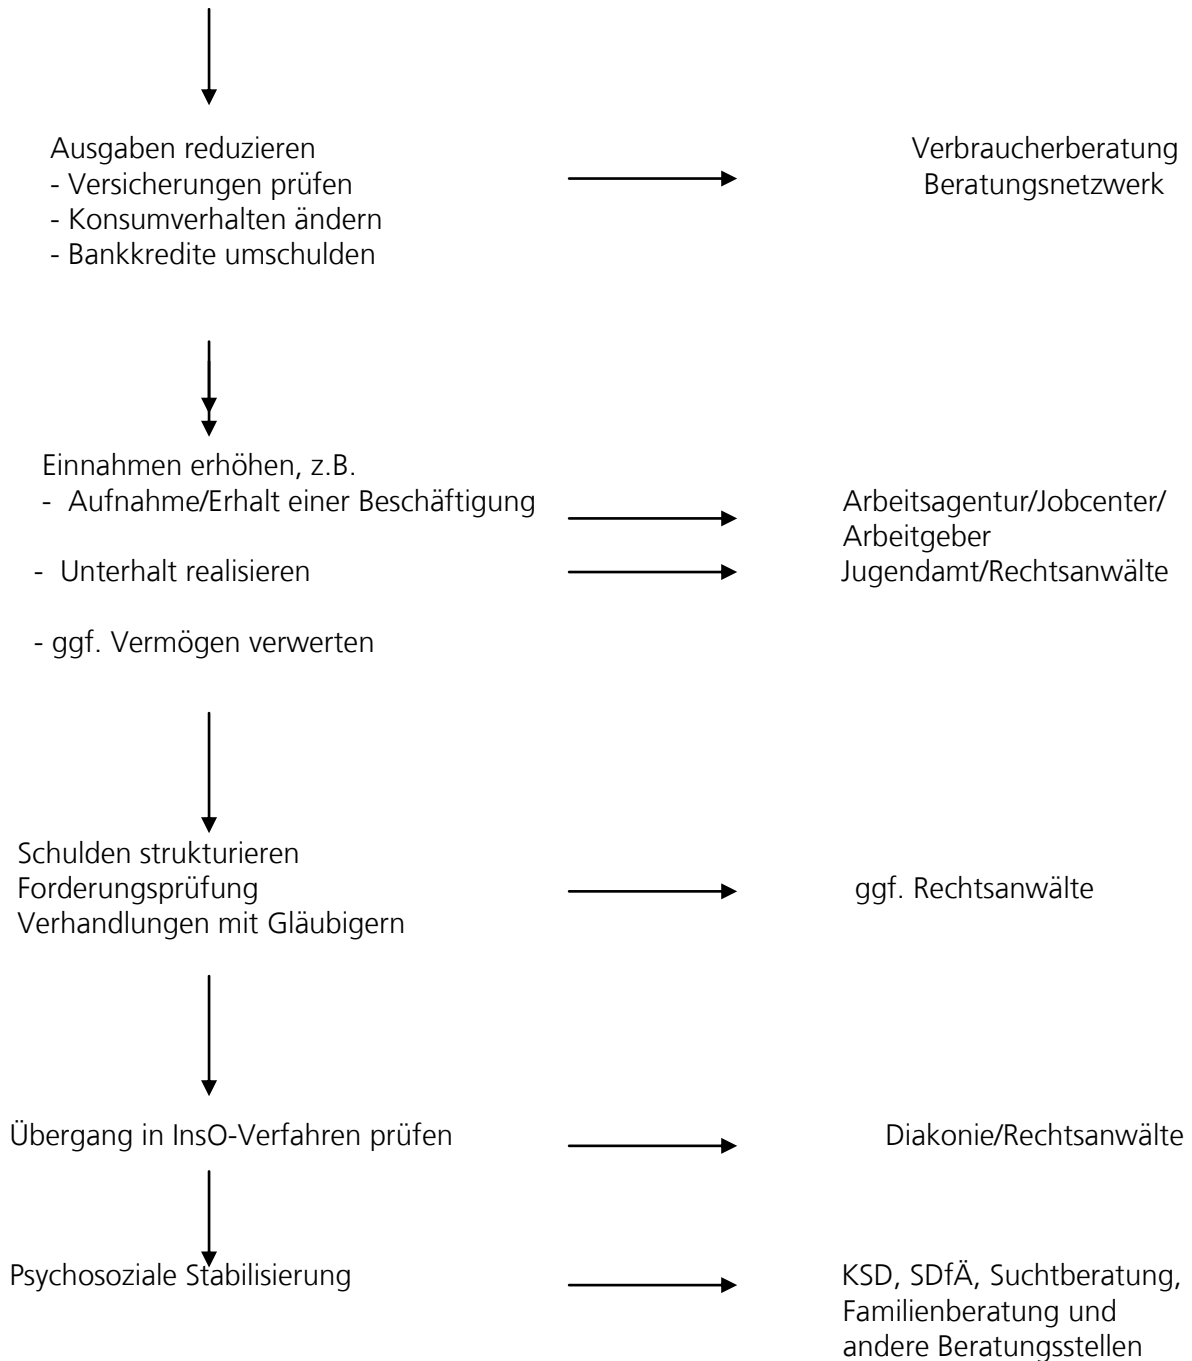 Ausgaben reduzieren
- Versicherungen prüfen
- Konsumverhalten ändern
- Bankkredite umschulden
Verbraucherberatung
Beratungsnetzwerk
Einnahmen erhöhen, z.B.
- Aufnahme/Erhalt einer Beschäftigung
Arbeitsagentur/Jobcenter/
Arbeitgeber
- Unterhalt realisieren
Jugendamt/Rechtsanwälte
- ggf. Vermögen verwerten
Schulden strukturieren
Forderungsprüfung
Verhandlungen mit Gläubigern
ggf. Rechtsanwälte
Übergang in InsO-Verfahren prüfen
Diakonie/Rechtsanwälte
Psychosoziale Stabilisierung
KSD, SDfÄ, Suchtberatung,
Familienberatung und
andere Beratungsstellen